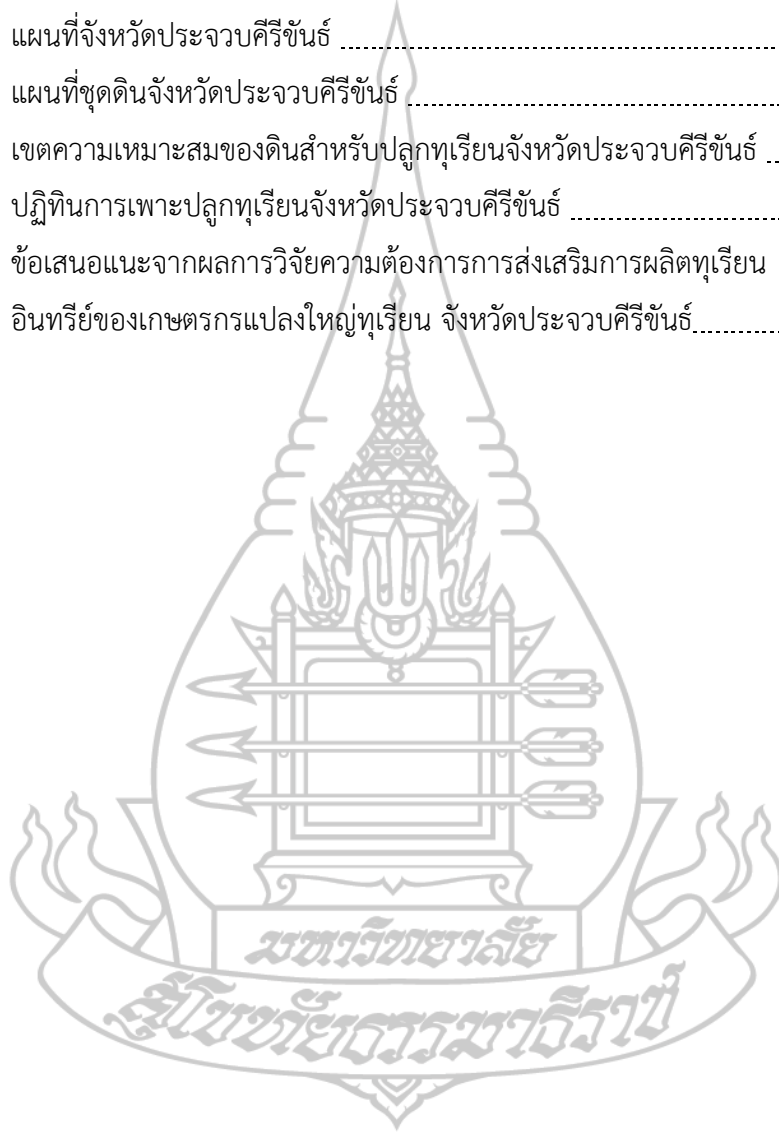 แผนที่จังหวัดประจวบคีรีขันธ์
แผนที่ชุดดินจังหวัดประจวบคีรีขันธ์
เขตความเหมาะสมของดินสำหรับปลูกทุเรียนจังหวัดประจวบคีรีขันธ์
ปฏิทินการเพาะปลูกทุเรียนจังหวัดประจวบคีรีขันธ์
ข้อเสนอแนะจากผลการวิจัยความต้องการการส่งเสริมการผลิตทุเรียน
อินทรีย์ของเกษตรกรแปลงใหญ่ทุเรียน จังหวัดประจวบคีรีขันธ์
มหาวิทยาลัย
สุโขทัยธรรมาธิราช